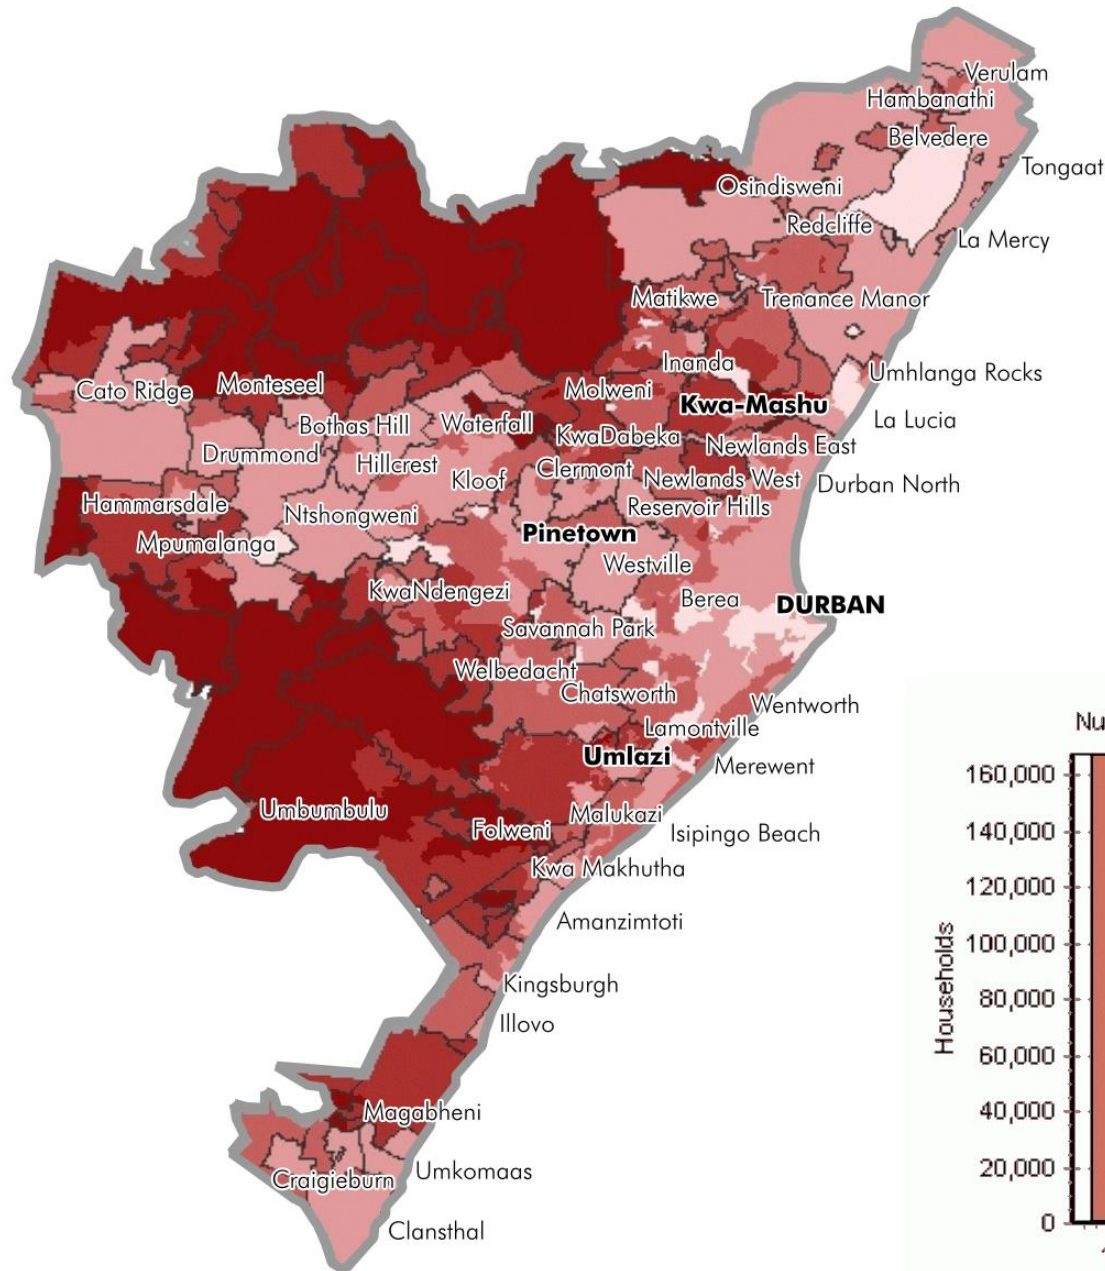 Verulam
Hambanathi
Belvedere
Tongaat
Osindisweni
Redcliffe
La Mercy
Matikwe
Trenance Manor
Inanda
Umhlanga Rocks
Cato Ridge
Monteseel
Molweni
Kwa-Mashu
La Lucia
Bothas Hill
Waterfall
KwaDabeka
Newlands East
Drummond
Hillcrest
Clermont
Kloof
Newlands West
Durban North
Hammarsdale
Ntshongweni
Reservoir Hills
Pinetown
Mpumalanga
Westville
KwaNdengezi
Berea
DURBAN
Savannah Park
Welbedacht
Chatsworth
Wentworth
Lamontville
Umlazi
Merewent
Umbumbulu
Malukazi
Folweni
Isipingo Beach
Kwa Makhutha
Amanzimtoti
Kingsburgh
Illovo
Magabheni
Umkomaas
Craigieburn
Clansthal
Households
160,000
140,000
120,000
100,000
80,000
60,000
40,000
20,000
0